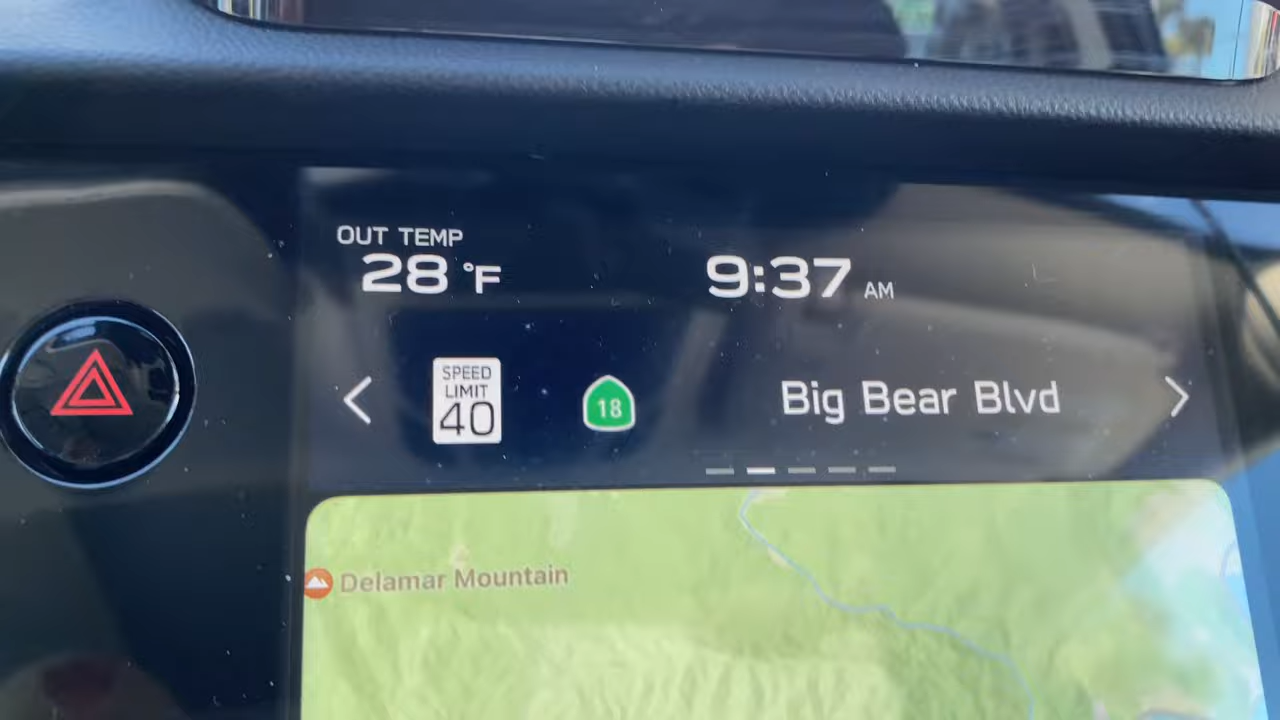 OUT TEMP
28 °F
9:37 AM
SPEED
LIMIT
40
18
Big Bear Blvd
Delamar Mountain